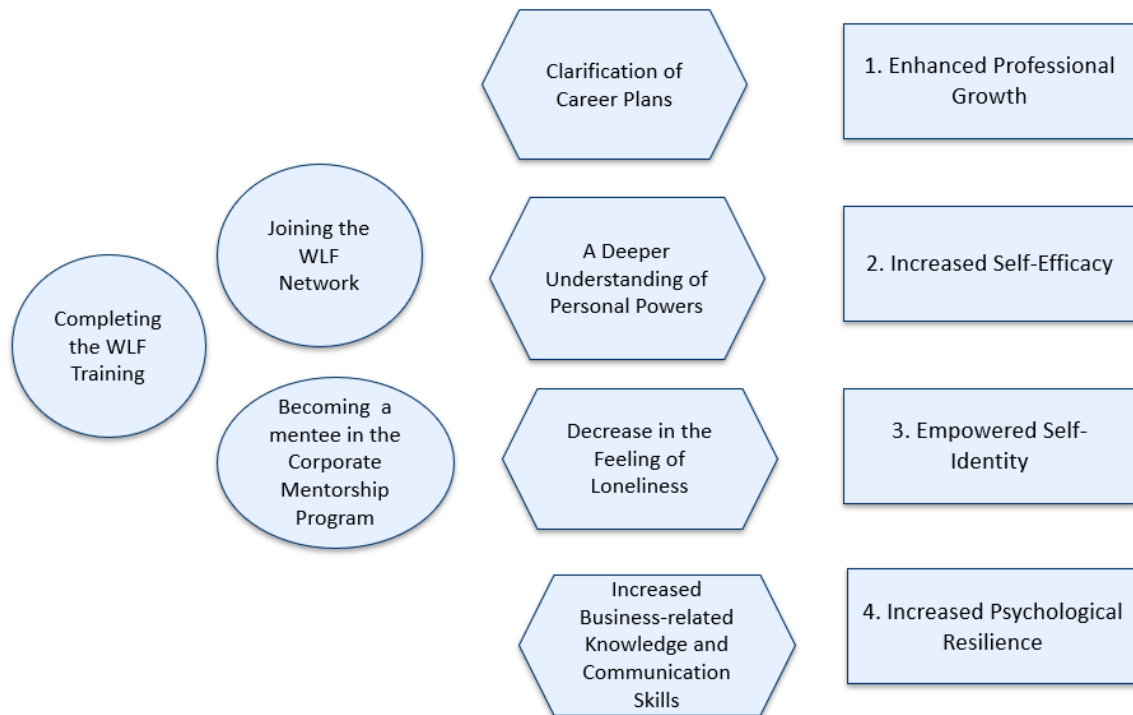 Completing
the WLF
Training
Joining the
WLF
Network
Becoming a
mentee in the
Corporate
Mentorship
Program
Clarification of
Career Plans
A Deeper
Understanding of
Personal Powers
Decrease in the
Feeling of
Loneliness
Increased
Business-related
Knowledge and
Communication
Skills
1. Enhanced Professional
Growth
2. Increased Self-Efficacy
3. Empowered Self-
Identity
4. Increased Psychological
Resilience